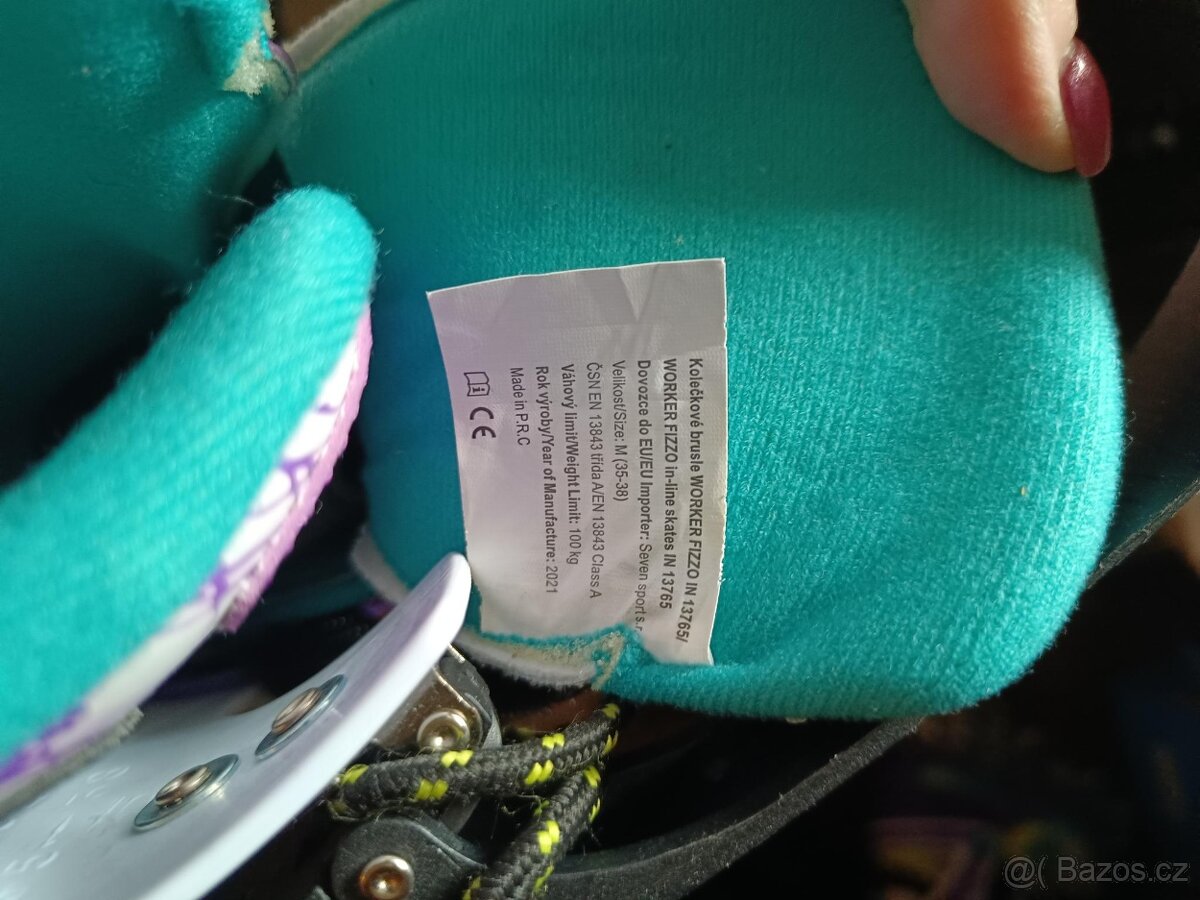 Kolečkové brusle WORKER FIZZO IN 13765/
WORKER FIZZO in-line skates IN 13765
Dovozce do EU/EU Importer: Seven sport s.r.
Velikost/Size: M (35-38)
ČSN EN 13843 třída A/EN 13843 Class A
Váhový limit/Weight Limit: 100 kg
Rok výroby/Year of Manufacture: 2021
Made in P.R.C
i CE
@( Bazos.cz